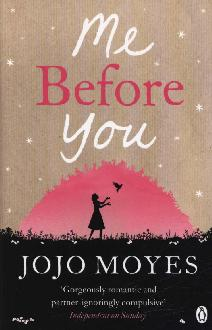 Me
Before
You
JOJO MOYES
'Gorgeously romantic and
partner-ignoringly compulsive'
Independent on Sunday